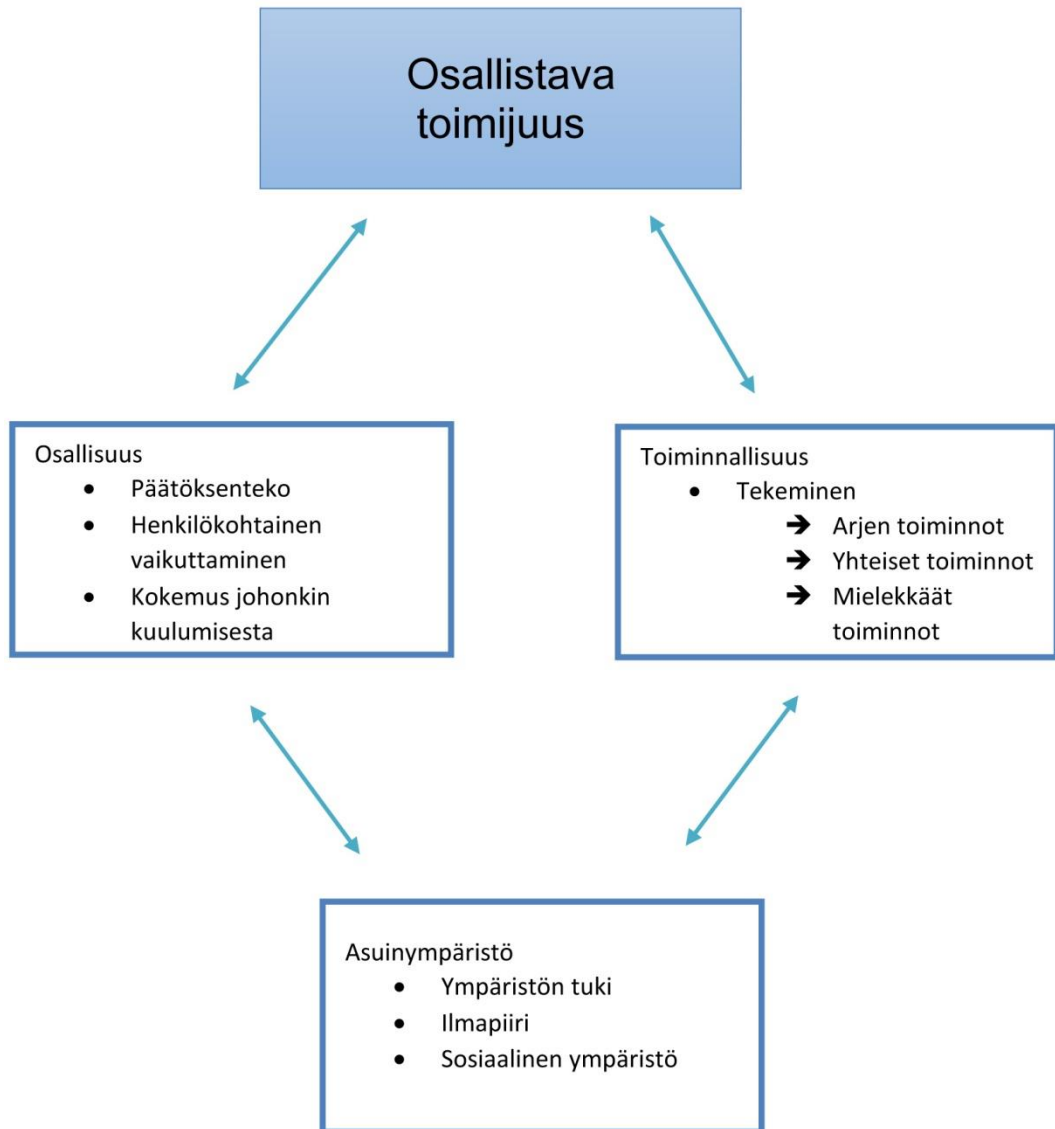 Osallistava
toimijuus
Osallisuus
• Päätöksenteko
• Henkilökohtainen
vaikuttaminen
• Kokemus johonkin
kuulumisesta
Toiminnallisuus
• Tekeminen
➔ Arjen toiminnot
➔ Yhteiset toiminnot
➔ Mielekkäät
toiminnot
Asuinympäristö
• Ympäristön tuki
• Ilmapiiri
• Sosiaalinen ympäristö